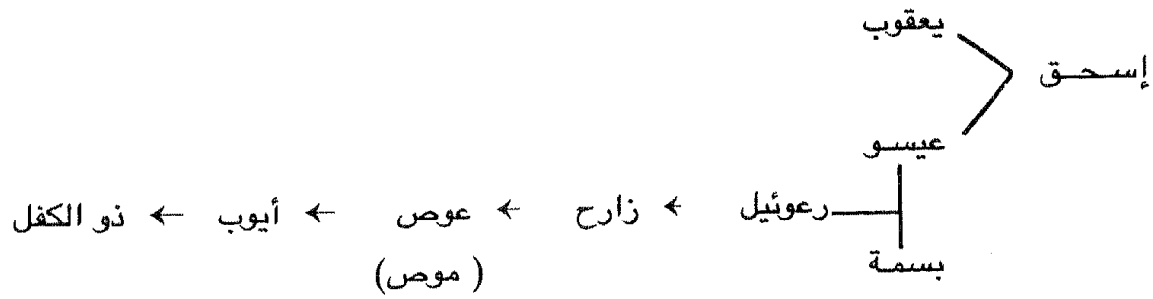 يعقوب
إسحق
عيسو
رعوئيل ← زارح ← عوص ← أيوب ← ذو الكفل
(موص)
بسمة